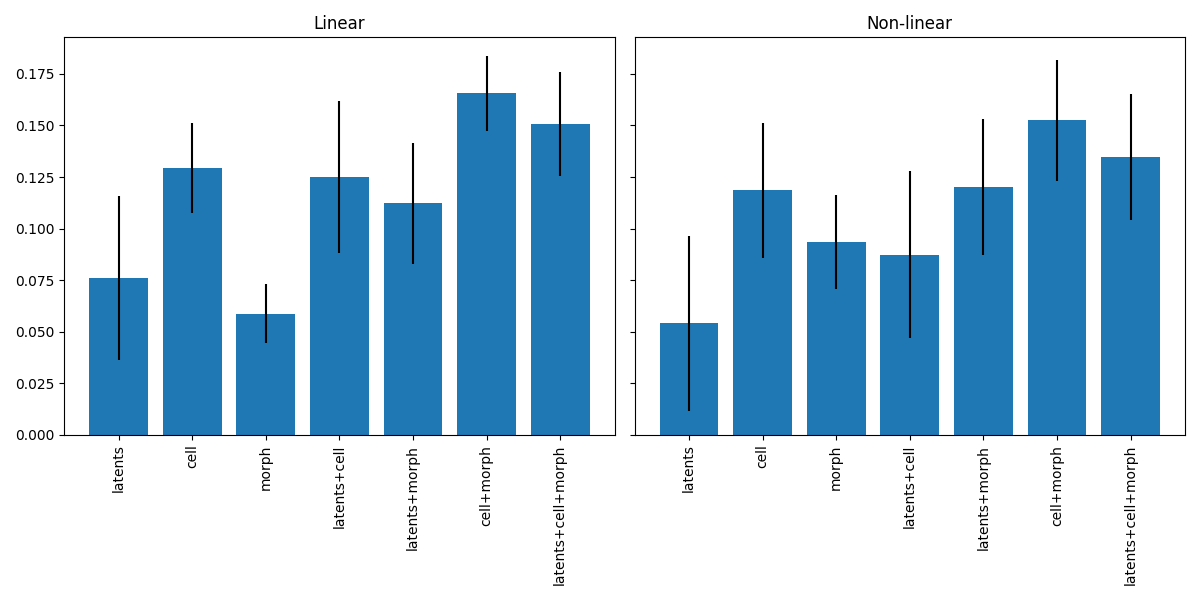 Linear
Non-linear
0.175
0.150
0.125
0.100
0.075
0.050
0.025
0.000
latents
cell
morph
latents+cell
latents+morph
cell+morph
latents+cell+morph
latents
cell
morph
latents+cell
latents+morph
cell+morph
latents+cell+morph